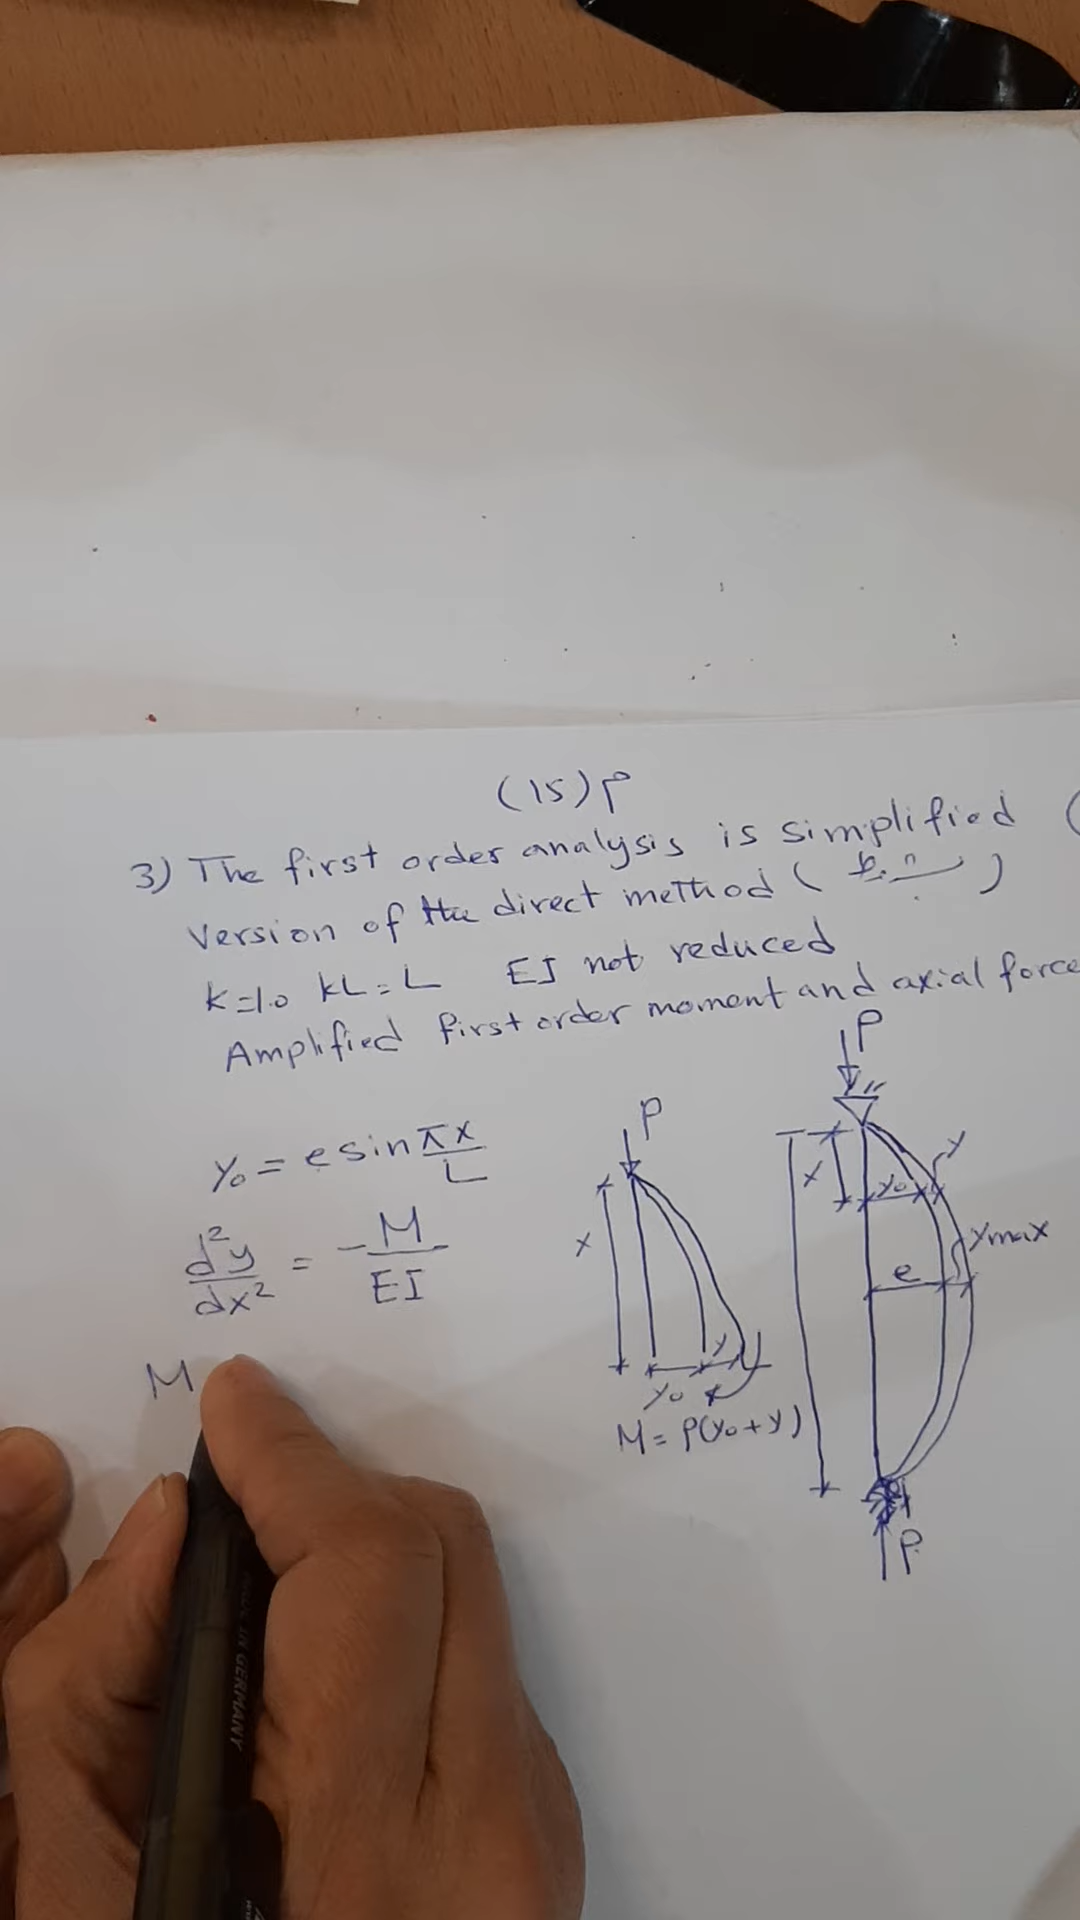 (15)P
3) The first order analysis is simplified (
version of the direct method ( )
K=1.0 KL=L EI not reduced
Amplified first order moment and axial force
P
P
y₀ = e sin πx/L
x
y
y₀
x
d²y/dx² = -M/EI
ymax
e
y
y₀
M
M = P(y₀+y)
P
MADE IN GERMANY